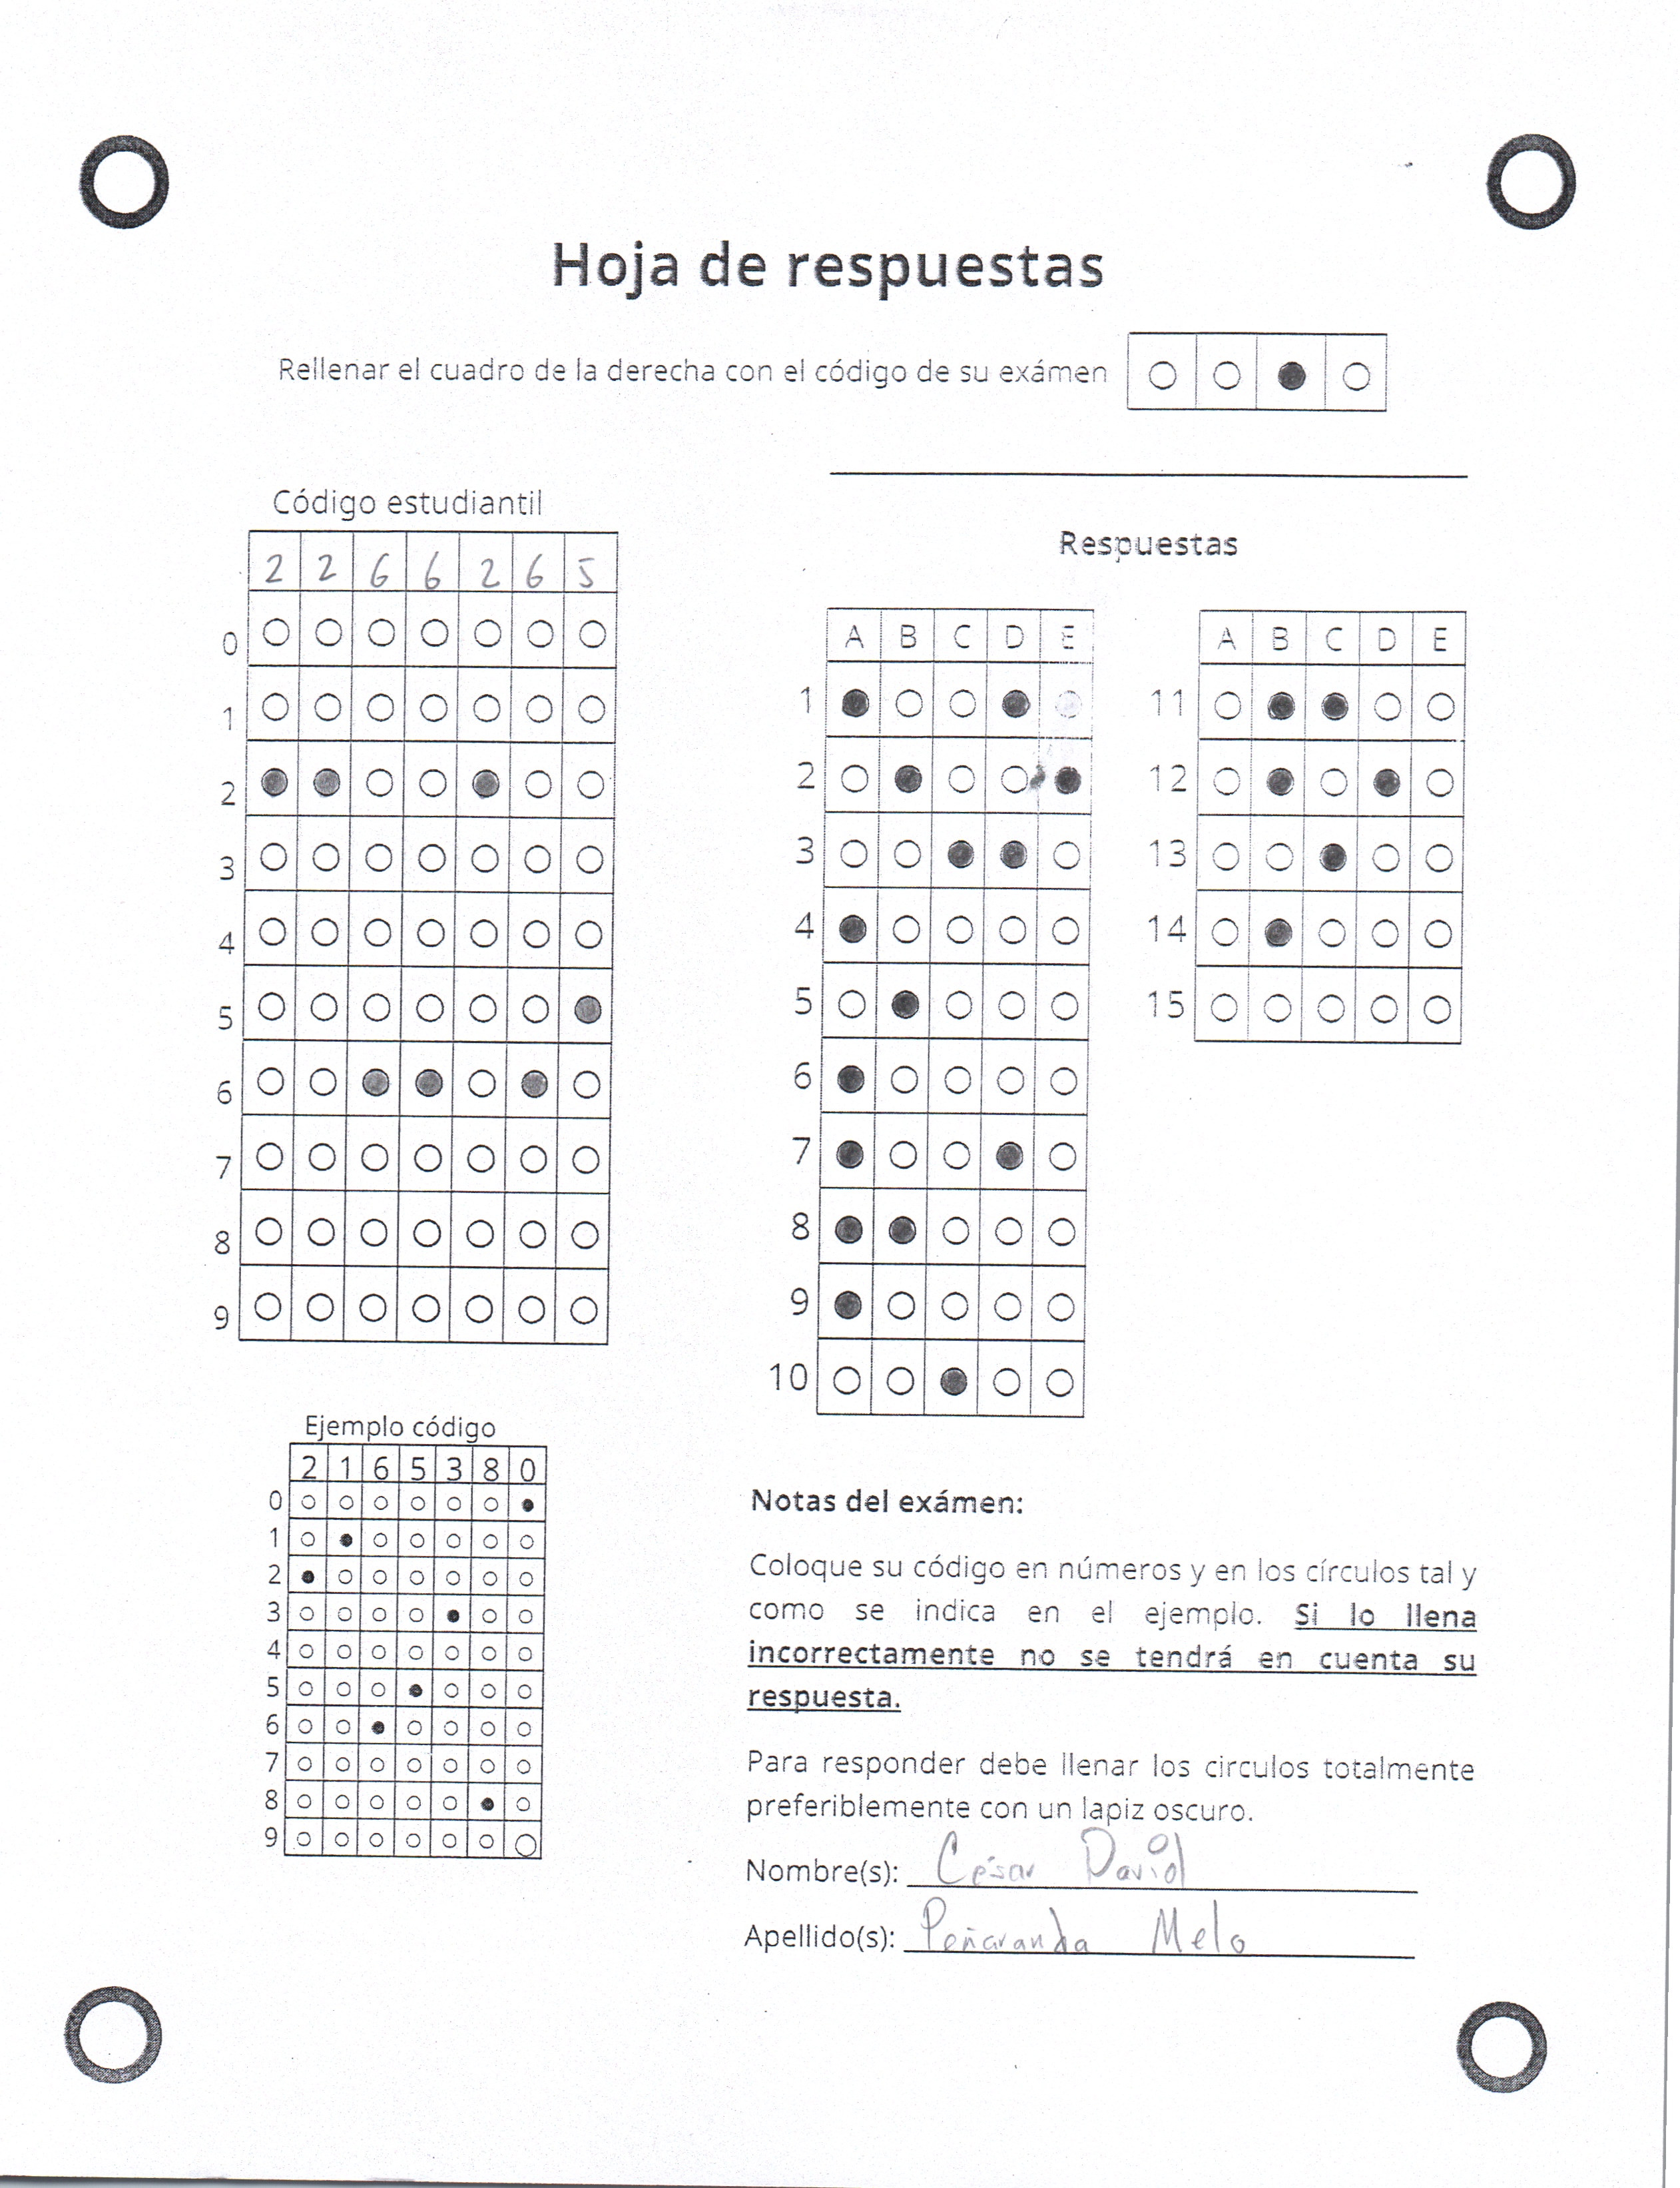 Hoja de respuestas
Rellenar el cuadro de la derecha con el código de su exámen
Código estudiantil
2 2 6 6 2 6 5
0
1
2
3
4
5
6
7
8
9
Respuestas
A B C D E
1
2
3
4
5
6
7
8
9
10
A B C D E
11
12
13
14
15
Ejemplo código
2 1 6 5 3 8 0
0
1
2
3
4
5
6
7
8
9
Notas del exámen:
Coloque su código en números y en los círculos tal y
como se indica en el ejemplo. Si lo llena
incorrectamente no se tendrá en cuenta su
respuesta.
Para responder debe llenar los circulos totalmente
preferiblemente con un lapiz oscuro.
Nombre(s): César David
Apellido(s): Peñaranda Melo